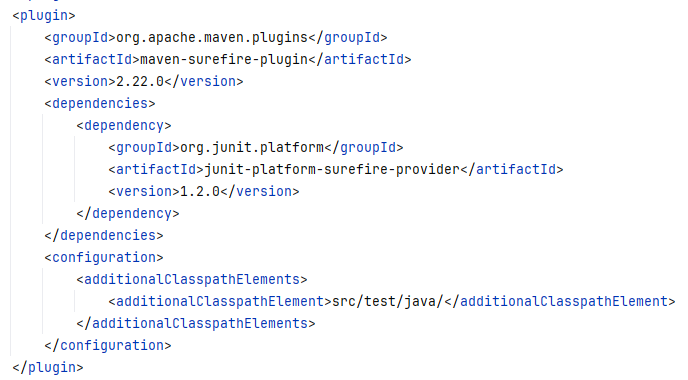 <plugin>
<groupId>org.apache.maven.plugins</groupId>
<artifactId>maven-surefire-plugin</artifactId>
<version>2.22.0</version>
<dependencies>
<dependency>
<groupId>org.junit.platform</groupId>
<artifactId>junit-platform-surefire-provider</artifactId>
<version>1.2.0</version>
</dependency>
</dependencies>
<configuration>
<additionalClasspathElements>
<additionalClasspathElement>src/test/java/</additionalClasspathElement>
</additionalClasspathElements>
</configuration>
</plugin>